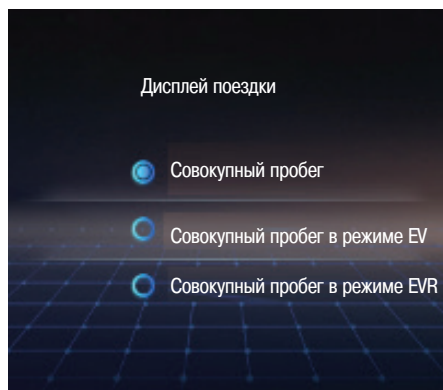 Дисплей поездки
Совокупный пробег
Совокупный пробег в режиме EV
Совокупный пробег в режиме EVR